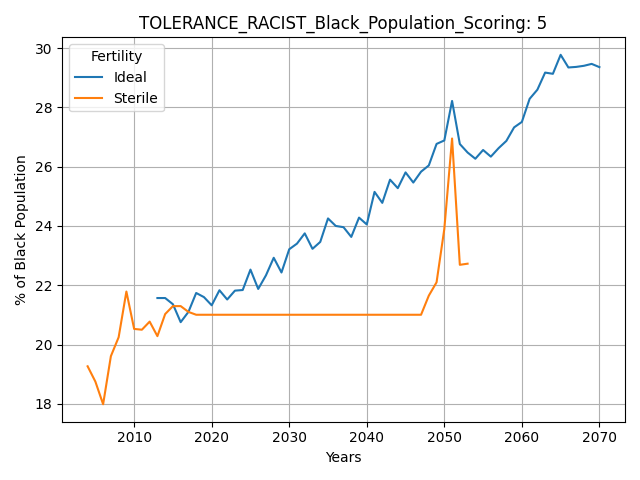 TOLERANCE_RACIST_Black_Population_Scoring: 5
Fertility
Ideal
Sterile
30
28
26
24
22
20
18
% of Black Population
2010 2020 2030 2040 2050 2060 2070
Years